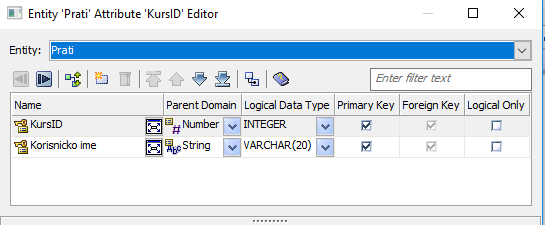 Entity 'Prati' Attribute 'KursID' Editor
Entity: Prati
Enter filter text
Name Parent Domain Logical Data Type Primary Key Foreign Key Logical Only
KursID Number INTEGER
Korisnicko ime String VARCHAR(20)